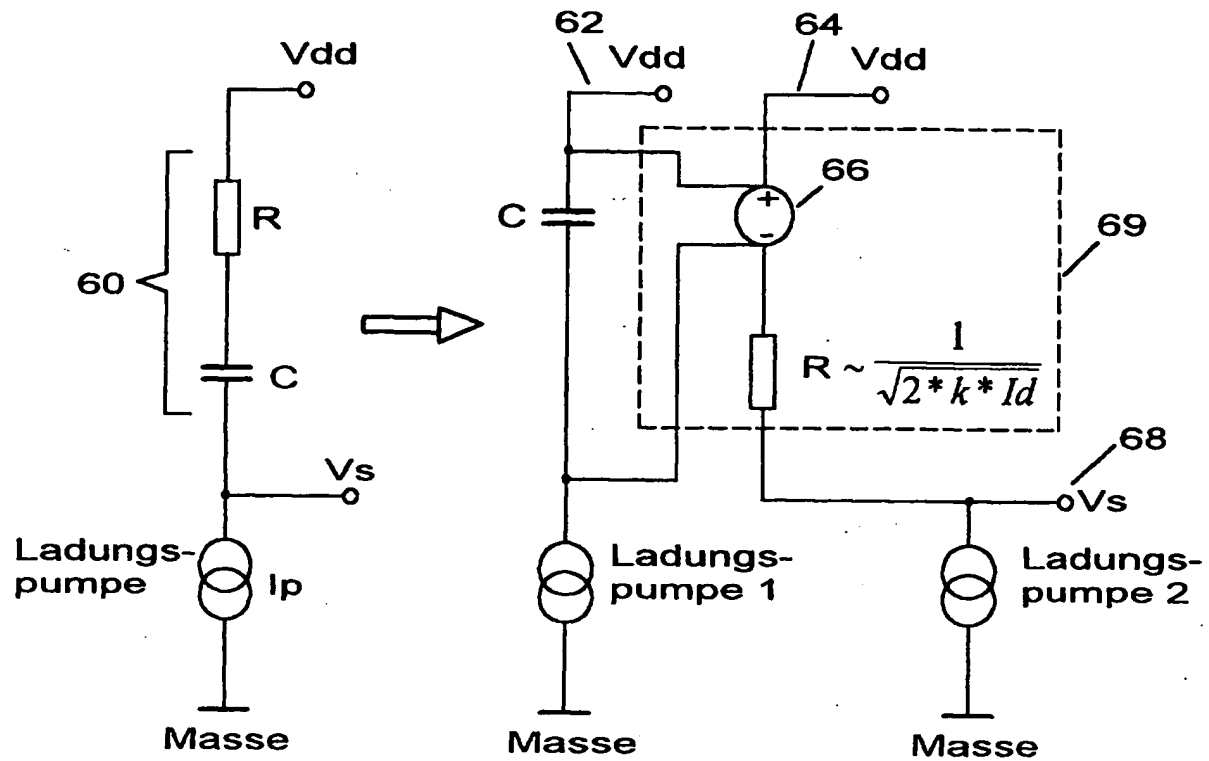 62
64
Vdd
Vdd
Vdd
66
R
C
69
60
+
-
C
R ~ 1 / √2 * k * Id
Vs
68
Vs
Ladungs-
pumpe
Ip
Ladungs-
pumpe 1
Ladungs-
pumpe 2
Masse
Masse
Masse